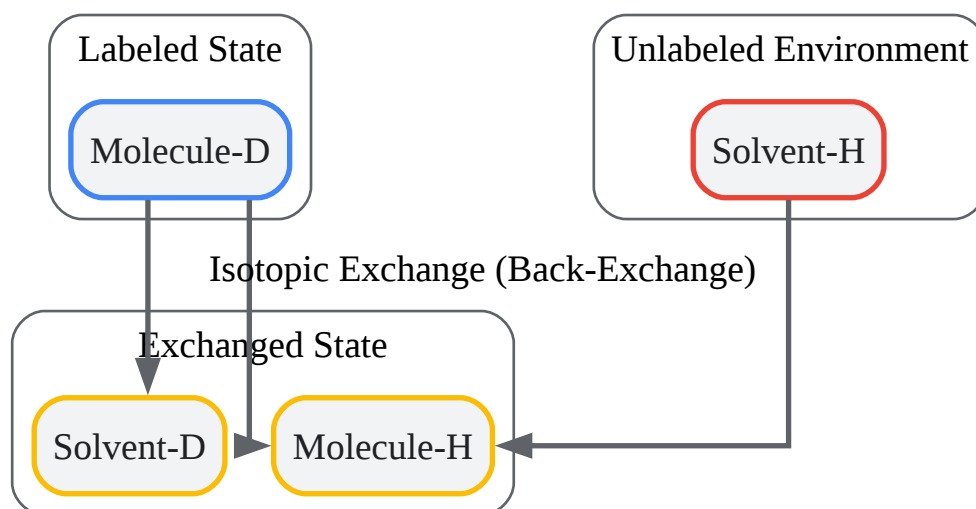 Labeled State
Unlabeled Environment
Molecule-D
Solvent-H
Isotopic Exchange (Back-Exchange)
Exchanged State
Solvent-D
Molecule-H